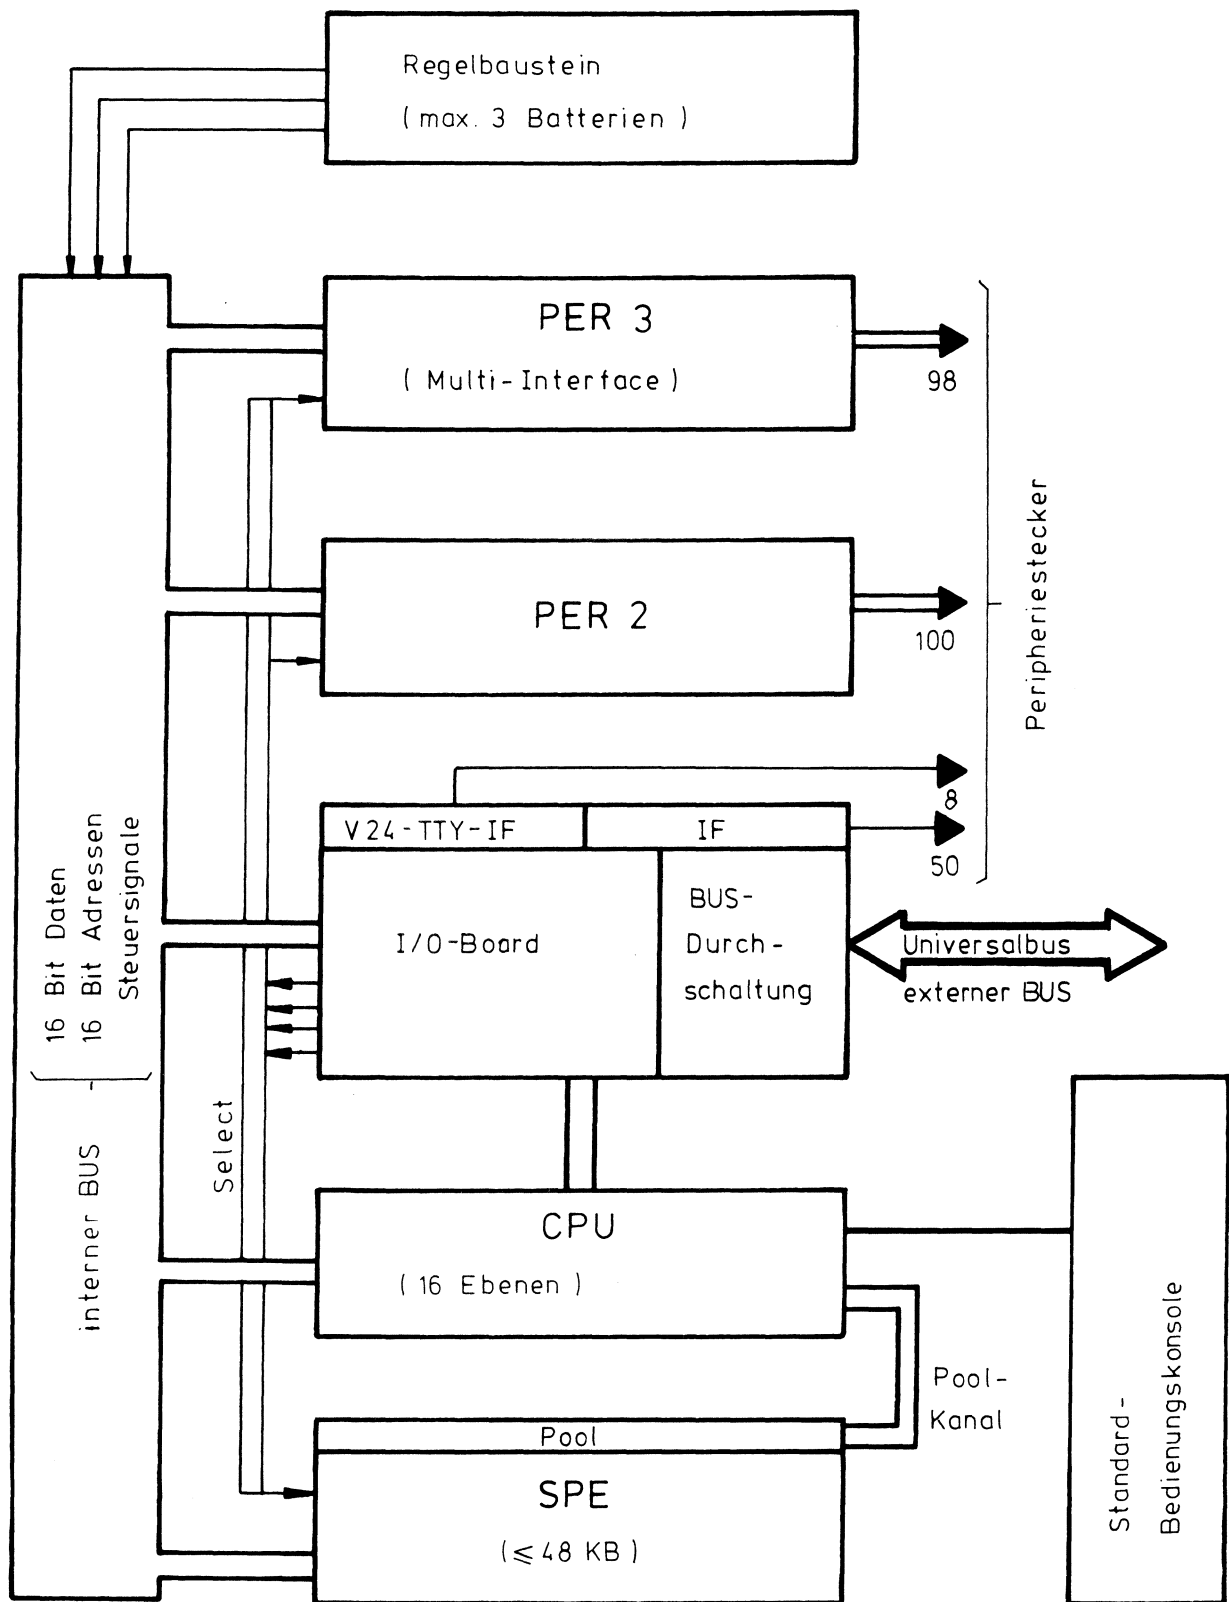 Regelbaustein
( max. 3 Batterien )
PER 3
( Multi-Interface )
98
PER 2
100
Peripheriestecker
8
V24-TTY-IF
IF
50
I/O-Board
BUS-
Durch-
schaltung
Universalbus
externer BUS
16 Bit Daten
16 Bit Adressen
Steuersignale
interner BUS
Select
CPU
( 16 Ebenen )
Pool-
Kanal
Pool
SPE
( ≤ 48 KB )
Standard-
Bedienungskonsole